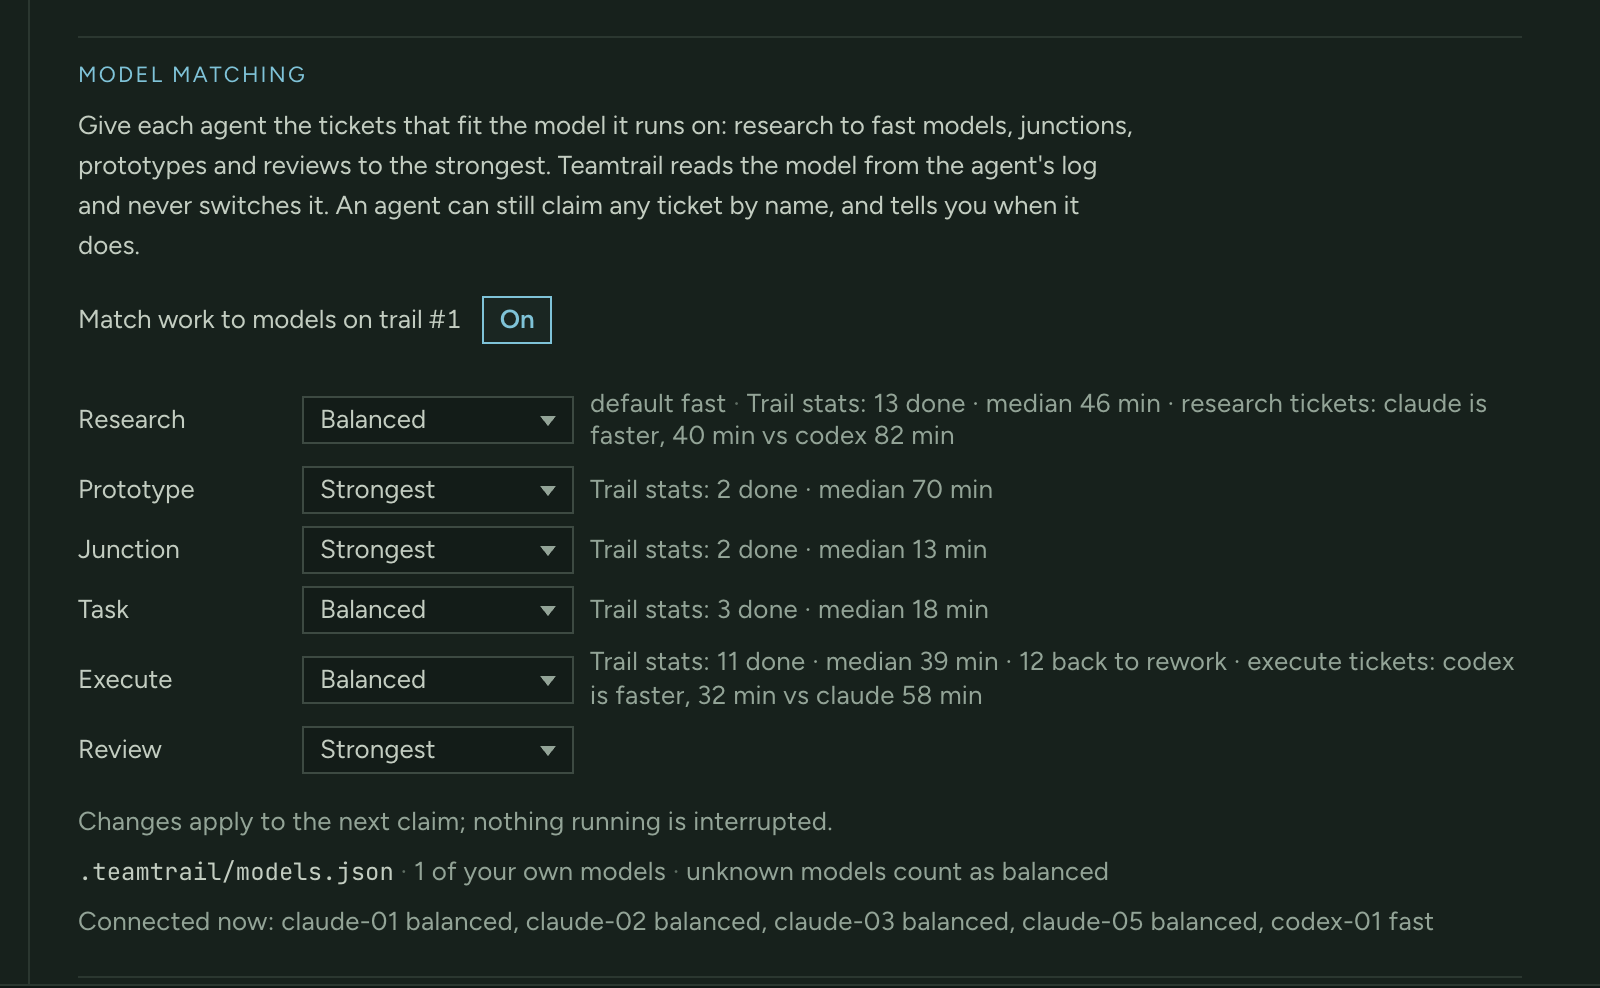 MODEL MATCHING
Give each agent the tickets that fit the model it runs on: research to fast models, junctions,
prototypes and reviews to the strongest. Teamtrail reads the model from the agent's log
and never switches it. An agent can still claim any ticket by name, and tells you when it
does.
Match work to models on trail #1 On
Research Balanced default fast · Trail stats: 13 done · median 46 min · research tickets: claude is
faster, 40 min vs codex 82 min
Prototype Strongest Trail stats: 2 done · median 70 min
Junction Strongest Trail stats: 2 done · median 13 min
Task Balanced Trail stats: 3 done · median 18 min
Execute Balanced Trail stats: 11 done · median 39 min · 12 back to rework · execute tickets: codex
is faster, 32 min vs claude 58 min
Review Strongest
Changes apply to the next claim; nothing running is interrupted.
.teamtrail/models.json · 1 of your own models · unknown models count as balanced
Connected now: claude-01 balanced, claude-02 balanced, claude-03 balanced, claude-05 balanced, codex-01 fast